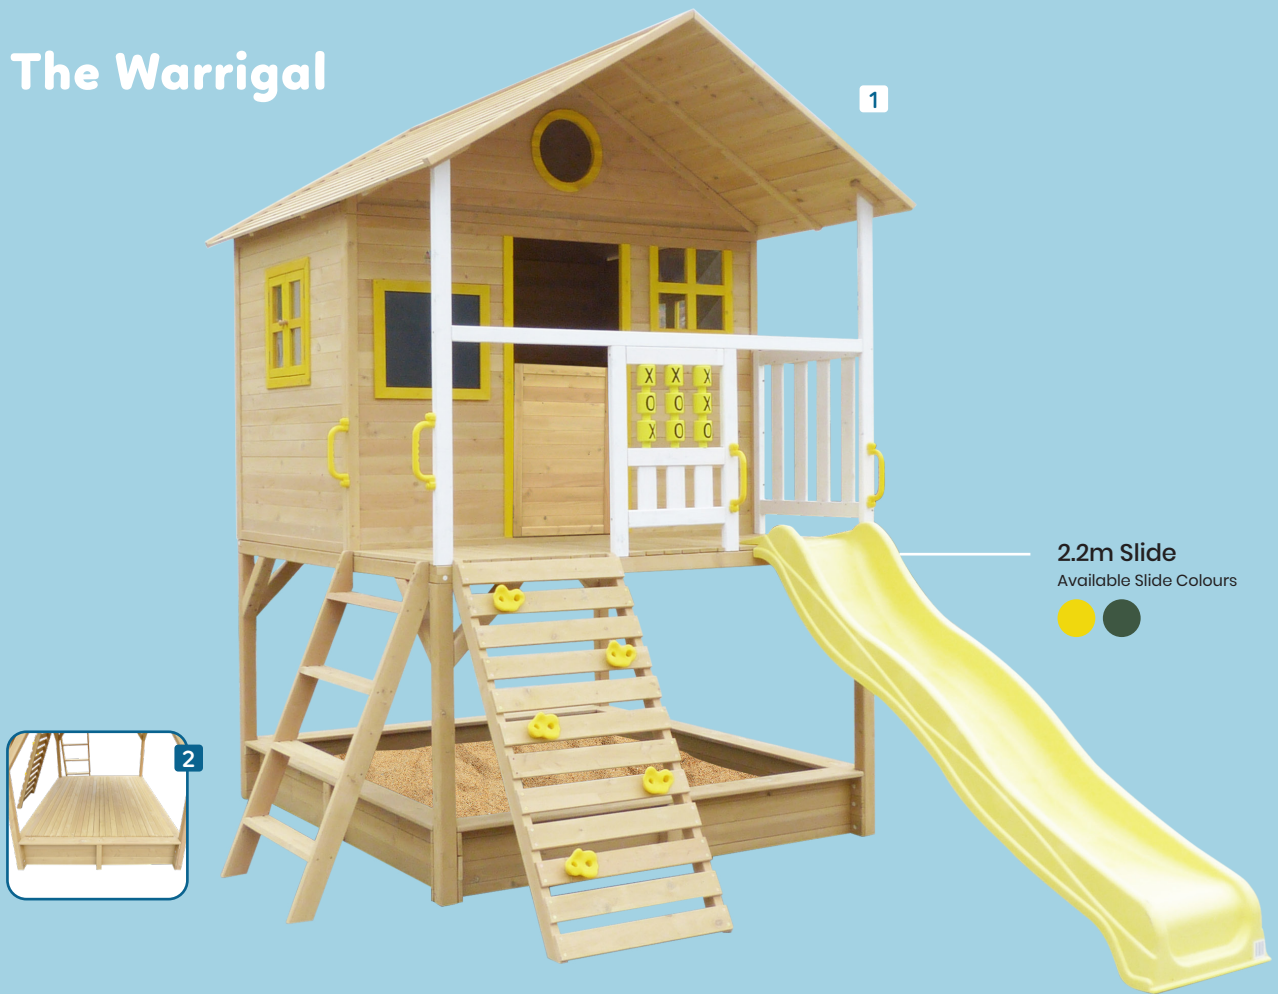 The Warrigal
1
X X X
O O X
X O O
2.2m Slide
Available Slide Colours
2